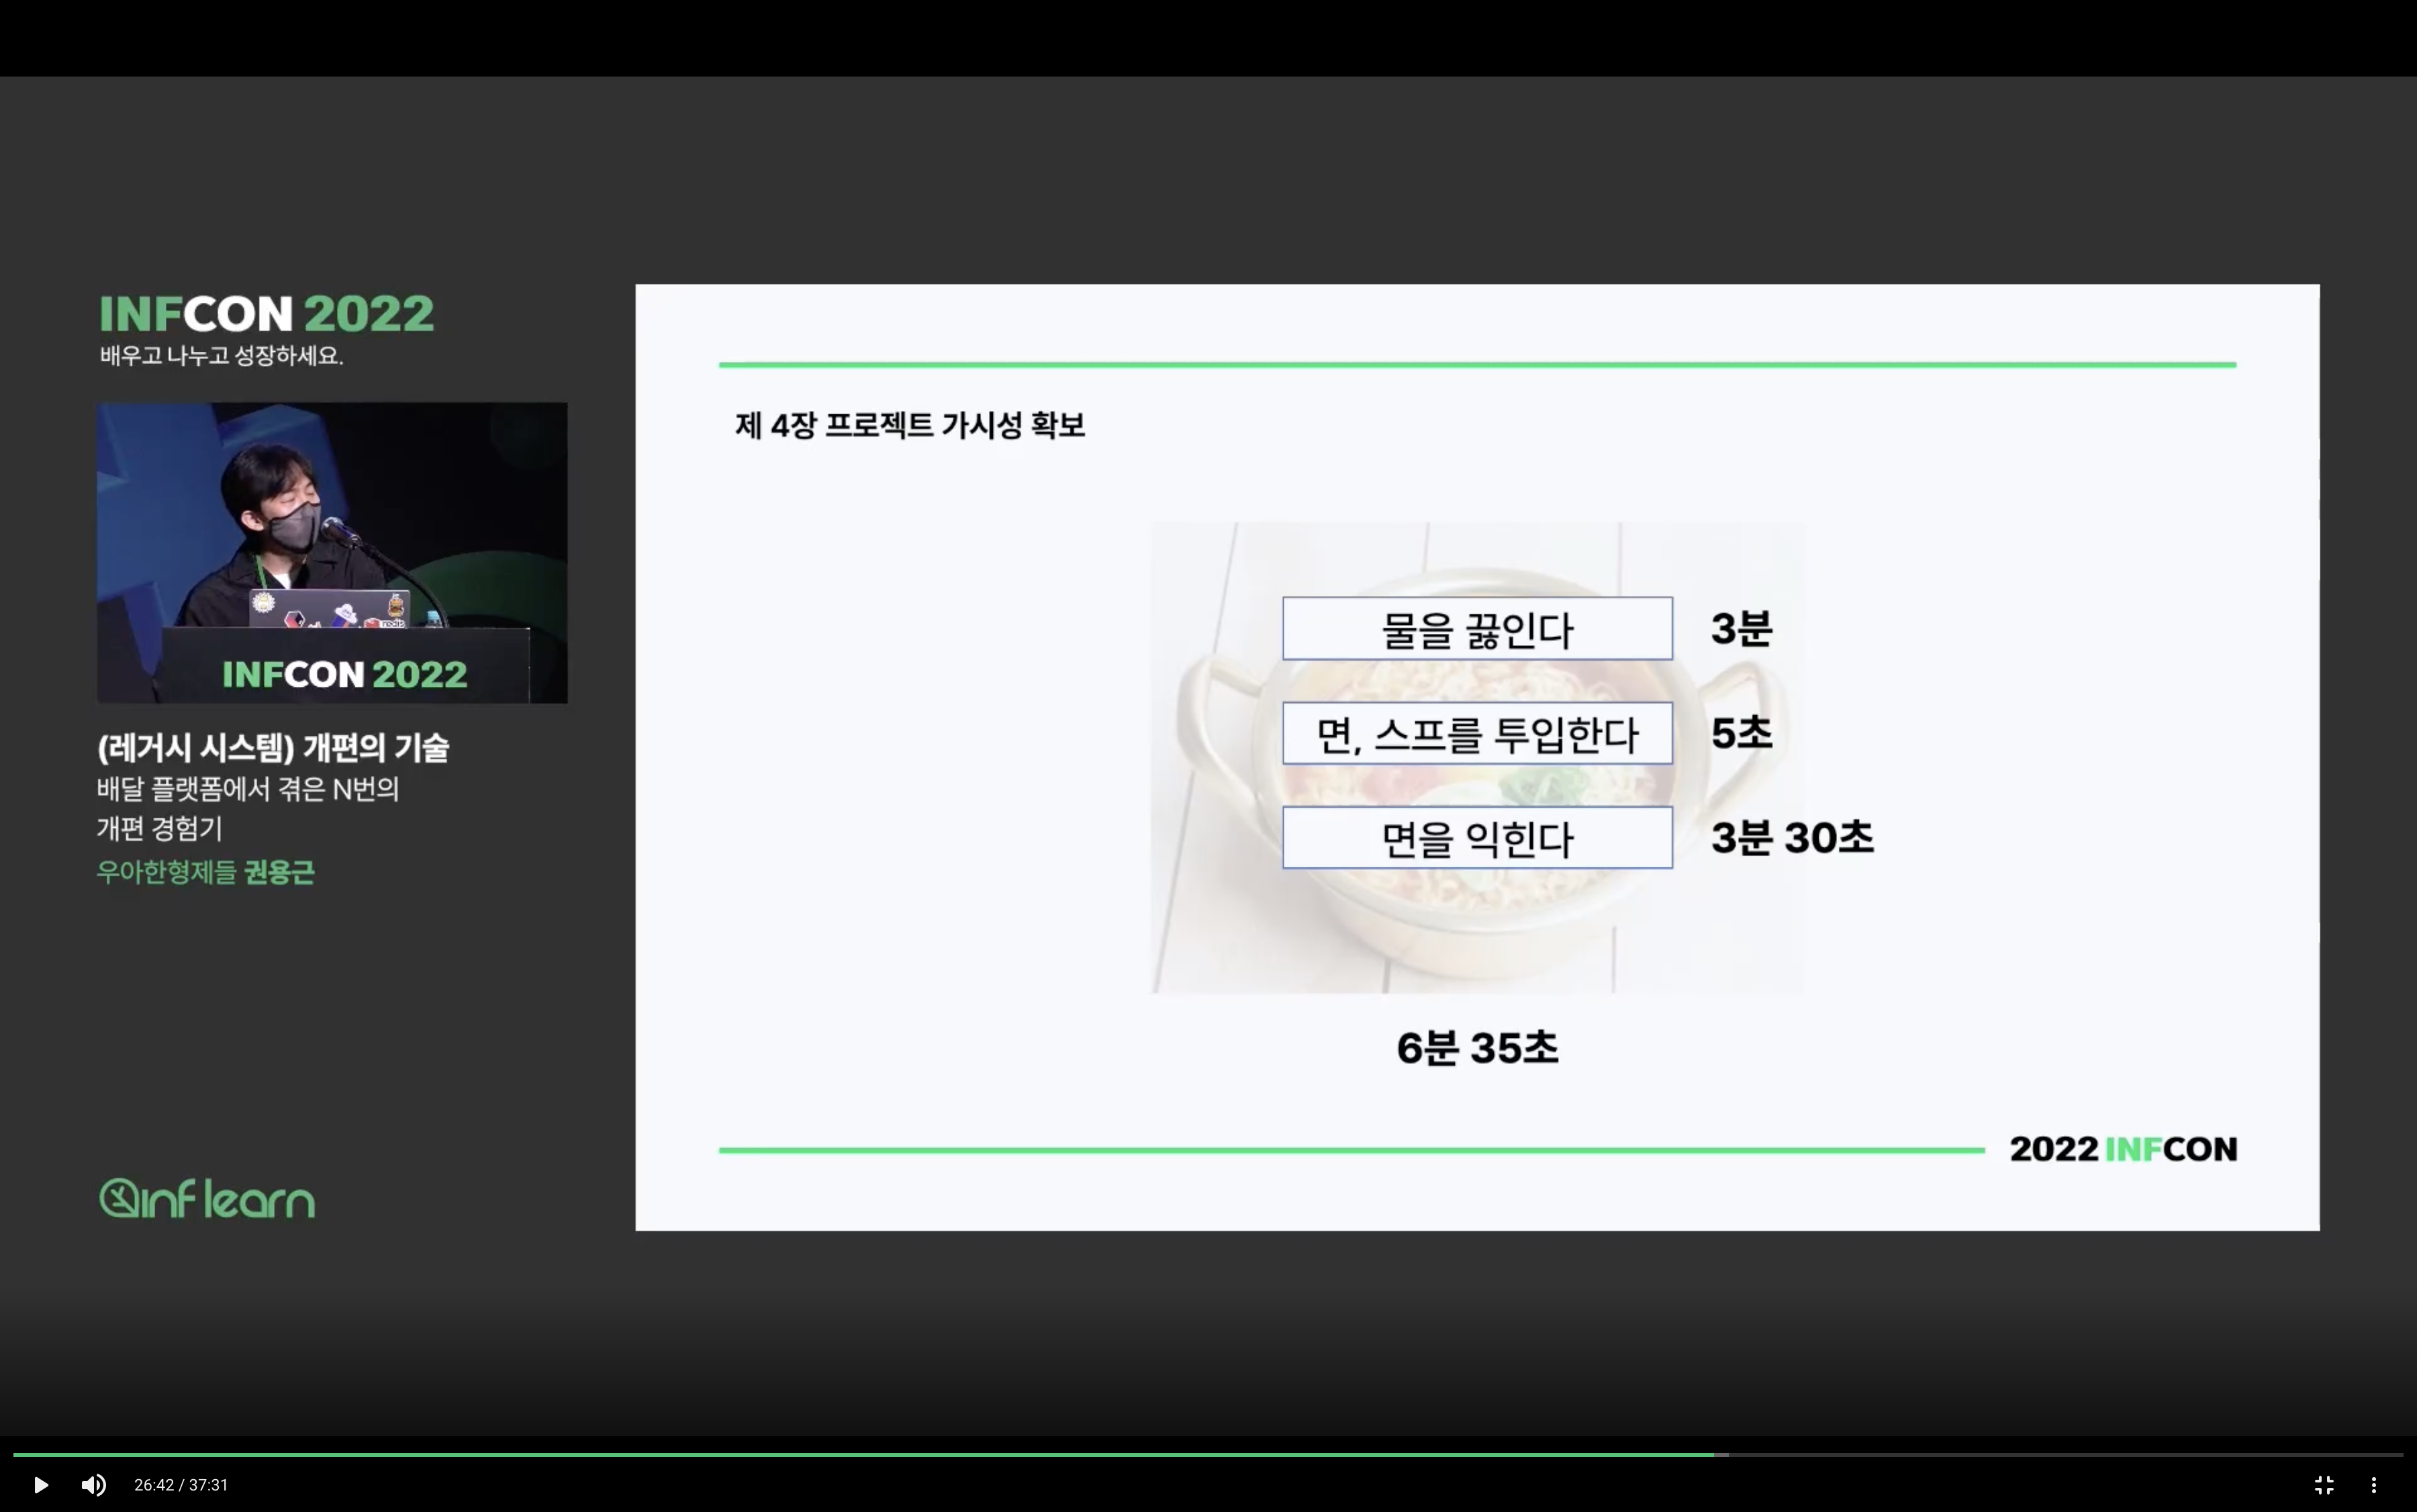 INFCON 2022
배우고 나누고 성장하세요.
redis
INFCON 2022
(레거시 시스템) 개편의 기술
배달 플랫폼에서 겪은 N번의
개편 경험기
우아한형제들 권용근
inflearn
제 4장 프로젝트 가시성 확보
물을 끓인다 3분
면, 스프를 투입한다 5초
면을 익힌다 3분 30초
6분 35초
2022 INFCON
26:42 / 37:31